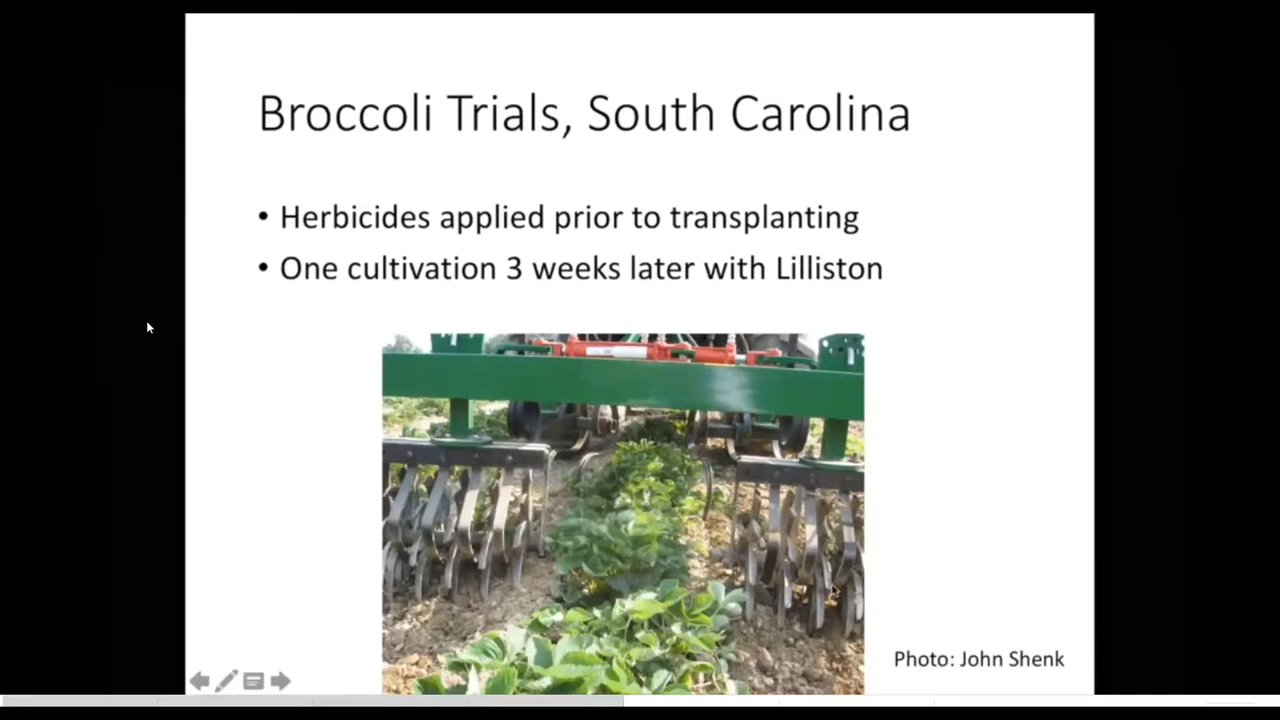 Broccoli Trials, South Carolina
• Herbicides applied prior to transplanting
• One cultivation 3 weeks later with Lilliston
Photo: John Shenk